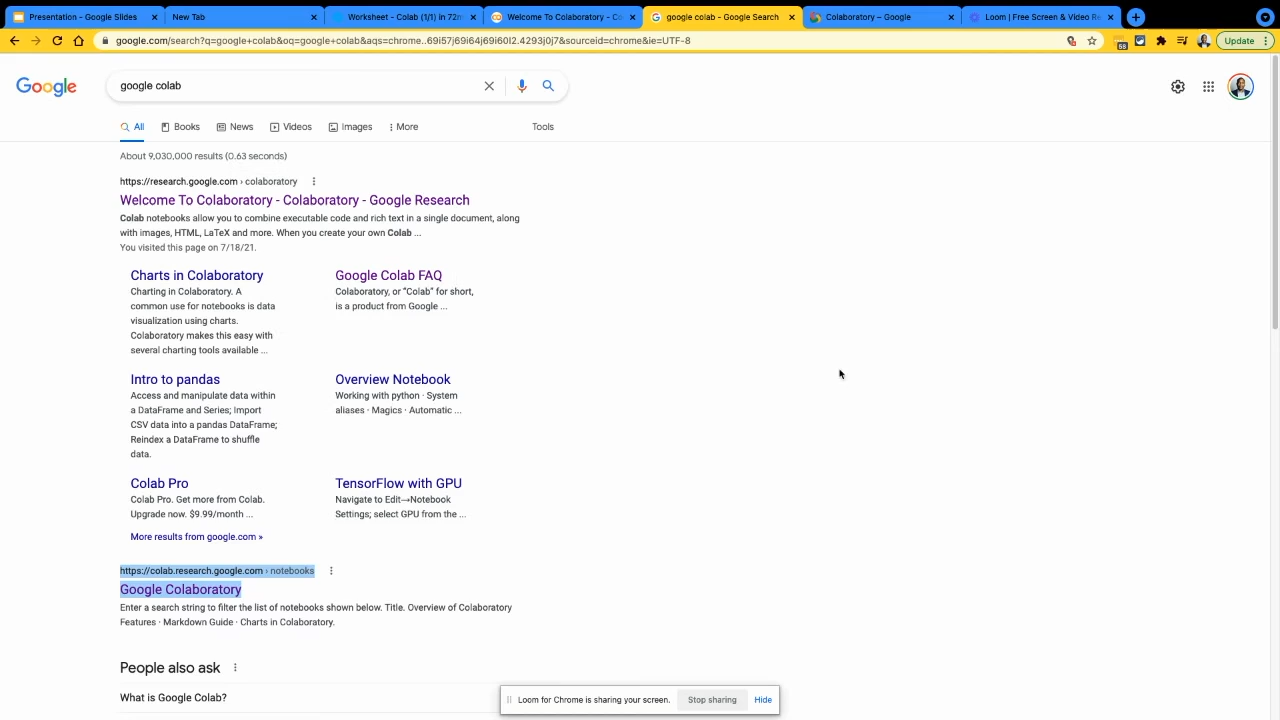 Presentation - Google Slides
New Tab
Worksheet - Colab (1/1) in 72
Welcome To Colaboratory - Co
google colab - Google Search
Colaboratory – Google
Loom | Free Screen & Video Re
google.com/search?q=google+colab&oq=google+colab&aqs=chrome..69i57j69i64j69i60l2.4293j0j7&sourceid=chrome&ie=UTF-8
68
Update
Google
google colab
All
Books
News
Videos
Images
More
Tools
About 9,030,000 results (0.63 seconds)
https://research.google.com › colaboratory
Welcome To Colaboratory - Colaboratory - Google Research
Colab notebooks allow you to combine executable code and rich text in a single document, along
with images, HTML, LaTeX and more. When you create your own Colab ...
You visited this page on 7/18/21.
Charts in Colaboratory
Charting in Colaboratory. A
common use for notebooks is data
visualization using charts.
Colaboratory makes this easy with
several charting tools available ...
Google Colab FAQ
Colaboratory, or “Colab” for short,
is a product from Google ...
Intro to pandas
Access and manipulate data within
a DataFrame and Series; Import
CSV data into a pandas DataFrame;
Reindex a DataFrame to shuffle
data.
Overview Notebook
Working with python · System
aliases · Magics · Automatic ...
Colab Pro
Colab Pro. Get more from Colab.
Upgrade now. $9.99/month ...
TensorFlow with GPU
Navigate to Edit→Notebook
Settings; select GPU from the ...
More results from google.com »
https://colab.research.google.com › notebooks
Google Colaboratory
Enter a search string to filter the list of notebooks shown below. Title. Overview of Colaboratory
Features · Markdown Guide · Charts in Colaboratory.
People also ask
What is Google Colab?
Loom for Chrome is sharing your screen.
Stop sharing
Hide